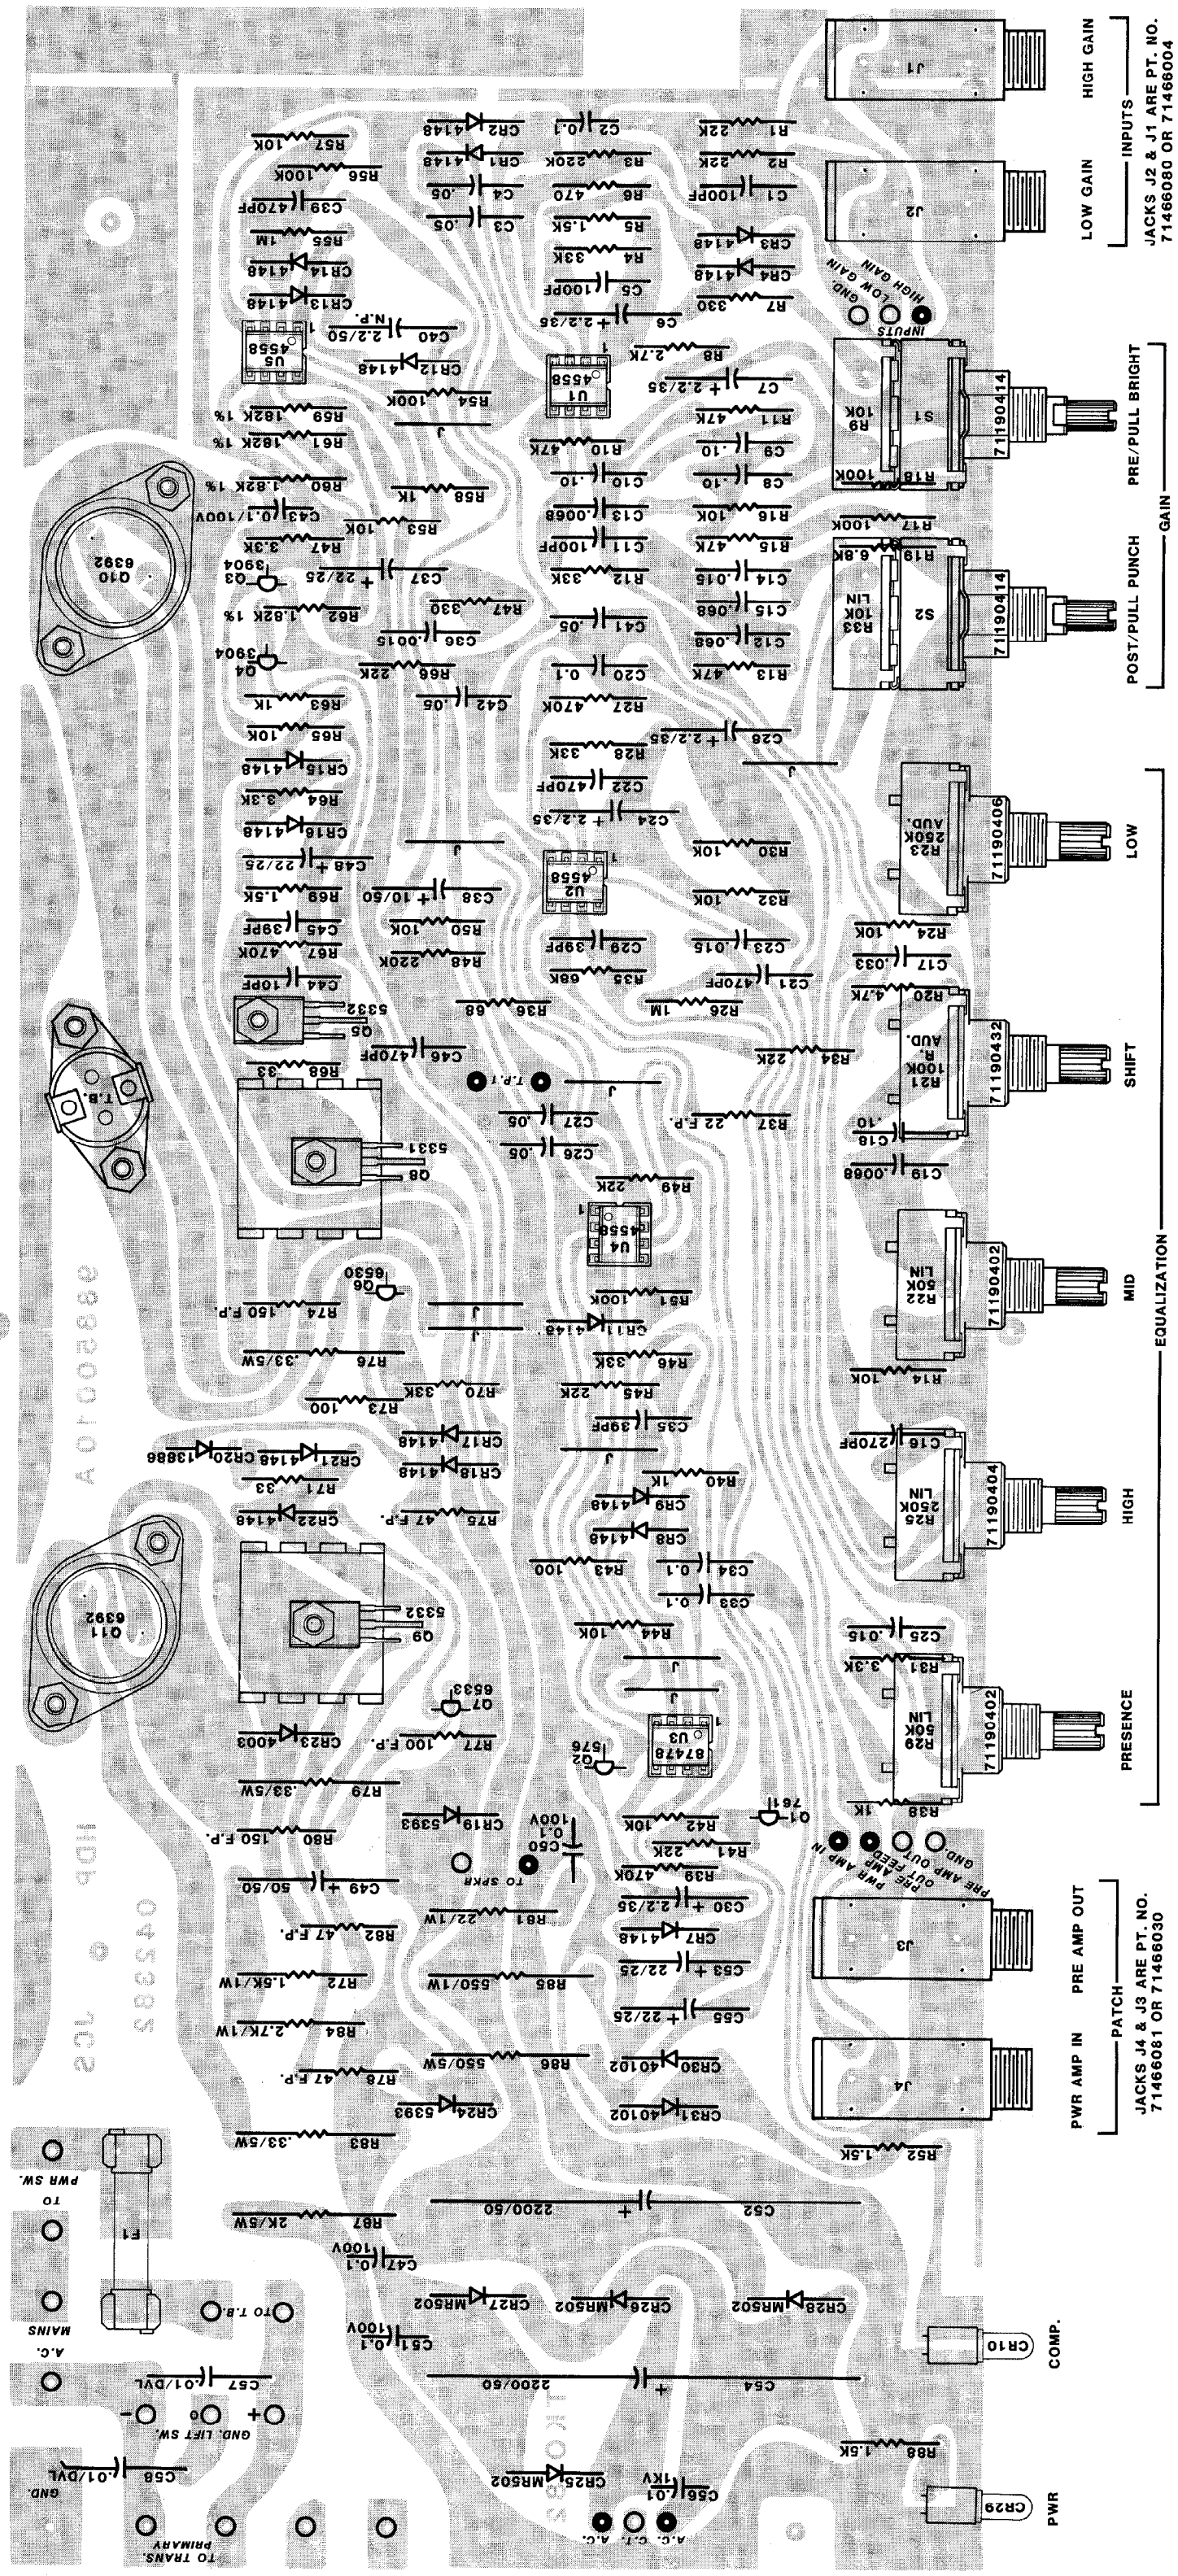 HIGH GAIN
LOW GAIN
INPUTS
JACKS J2 & J1 ARE PT. NO.
71466080 OR 71466004
J1
J2
GND.
LOW GAIN
HIGH GAIN
INPUTS
PRE/PULL BRIGHT
POST/PULL PUNCH
GAIN
R9
10K
S1
71190414
R18
100K
R17
100K
R19
6.8K
R33
10K
LIN
S2
71190414
R57
10K
R56
100K
C39
470PF
R55
1M
CR14
4148
CR13
4148
U5
4558
1
C40
2.2/50
N.P.
CR12
4148
R54
100K
J
R59
182K 1%
R61
182K 1%
R60
1.82K 1%
R58
1K
C43
0.1/100V
R53
10K
R47
3.3K
Q3
3904
C37
22/25
R62
1.82K 1%
R47
330
C36
.0015
Q4
3904
R66
22K
R63
1K
C42
.05
R65
10K
CR15
4148
R64
3.3K
CR16
4148
C48
22/25
J
R69
1.5K
C38
10/50
C45
39PF
R50
10K
R67
470K
R48
220K
C44
10PF
Q5
5332
R36
68
R68
33
C46
470PF
CR2
4148
CR1
4148
C4
.05
C3
.05
C2
0.1
R3
220K
R6
470
R5
1.5K
R4
33K
C5
100PF
C6
2.2/35
R1
22K
R2
22K
C1
100PF
CR3
4148
CR4
4148
R7
330
R8
2.7K
U1
4558
1
C7
2.2/35
R11
47K
R10
47K
C9
.10
C10
.10
C8
.10
C13
.0068
R16
10K
C11
100PF
R15
47K
R12
33K
C14
.015
C15
.068
C41
.05
C12
.068
C20
0.1
R13
47K
R27
470K
R28
33K
C28
2.2/35
J
C22
470PF
C24
2.2/35
R30
10K
U2
4558
1
R32
10K
C29
39PF
C23
.015
R35
68K
C21
470PF
R26
1M
R34
22K
T.P.1
J
C27
.05
R37
22 F.P.
C26
.05
R49
22K
U4
4558
1
R51
100K
CR11
4148
R46
33K
R45
22K
C35
39PF
J
R40
1K
CR9
4148
CR8
4148
R43
100
C34
0.1
C33
0.1
R44
10K
J
J
U3
87478
1
Q2
576
R42
10K
Q1
R41
22K
R39
470K
C30
2.2/35
CR7
4148
C53
22/25
C55
22/25
CR30
40102
CR31
40102
Q10
6392
T.B.
Q8
5331
Q6
6530
R74
150 F.P.
J
J
R76
.33/5W
R70
33K
R73
100
CR17
4148
CR20
13886
CR21
4148
CR18
4148
R71
33
CR22
4148
R75
47 F.P.
Q11
6392
Q9
5332
Q7
6533
CR23
4003
R77
100 F.P.
R79
.33/5W
CR19
5393
R80
150 F.P.
C50
0.1
100V
TO SPKR
C49
50/50
R81
22/1W
R82
47 F.P.
R72
1.5K/1W
R85
550/1W
R84
2.7K/1W
R86
550/5W
R78
47 F.P.
CR24
5393
R83
.33/5W
C52
2200/50
R87
2K/5W
C47
0.1
100V
CR27
MR502
CR26
MR502
CR28
MR502
C51
0.1
100V
C54
2200/50
CR25
MR502
C56
.01
1KV
A.C. C.T. A.C.
R23
250K
AUD.
71190406
LOW
R24
10K
C17
.033
R20
4.7K
R21
100K
R.
AUD.
71190432
SHIFT
C18
.10
C19
.0068
R22
50K
LIN
71190402
MID
EQUALIZATION
R14
10K
C16
270PF
R25
250K
LIN
71190404
HIGH
C25
.015
R31
3.3K
R29
50K
LIN
71190402
PRESENCE
R38
1K
PWR AMP IN
PRE AMP
OUT FEED
PRE AMP OUT
GND.
J3
PRE AMP OUT
PATCH
PWR AMP IN
JACKS J4 & J3 ARE PT. NO.
71466081 OR 71466030
J4
R52
1.5K
CR10
COMP.
R88
1.5K
CR29
PWR
TO
PWR SW.
F1
A.C.
MAINS
TO T.B.
C57
.01/DVL
+ 0 -
GND. LIFT SW.
C58
.01/DVL
GND.
TO TRANS.
PRIMARY
JCS
042382